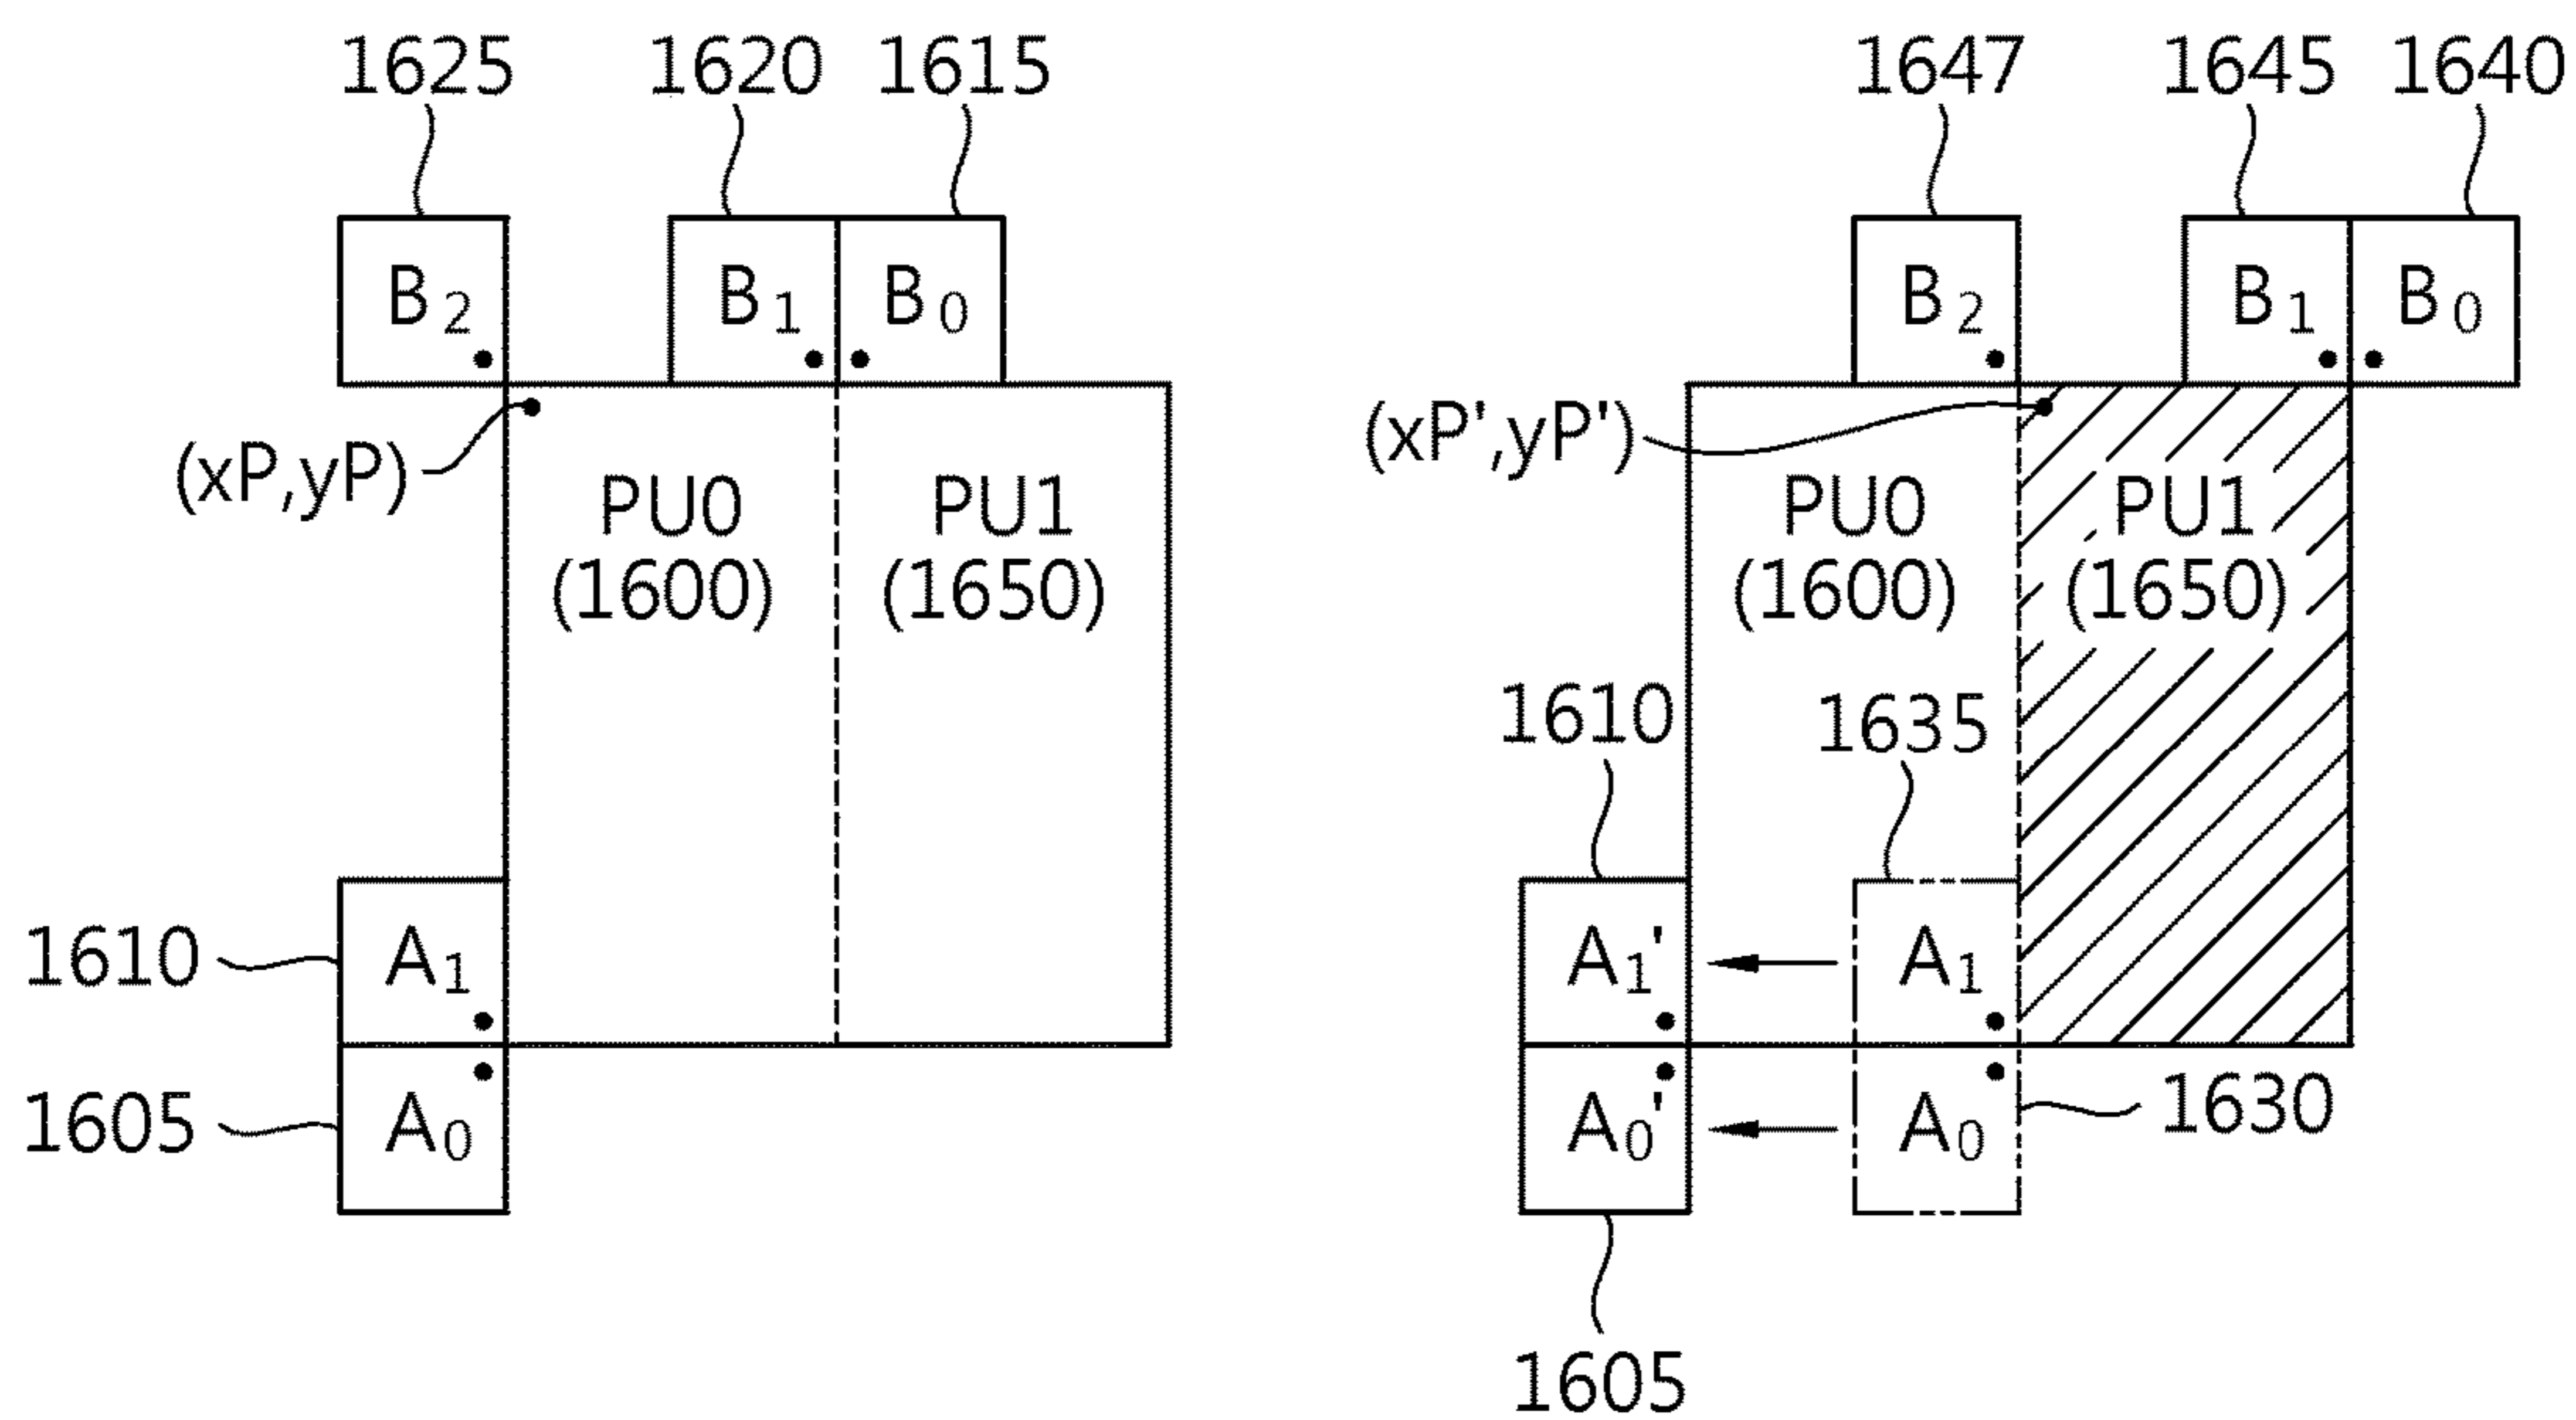 1625 1620 1615
B2 B1 B0
(xP,yP)
PU0 PU1
(1600) (1650)
1610 A1
1605 A0
1647 1645 1640
B2 B1 B0
(xP',yP')
PU0 PU1
(1600) (1650)
1610 1635
A1' A1
A0' A0 1630
1605